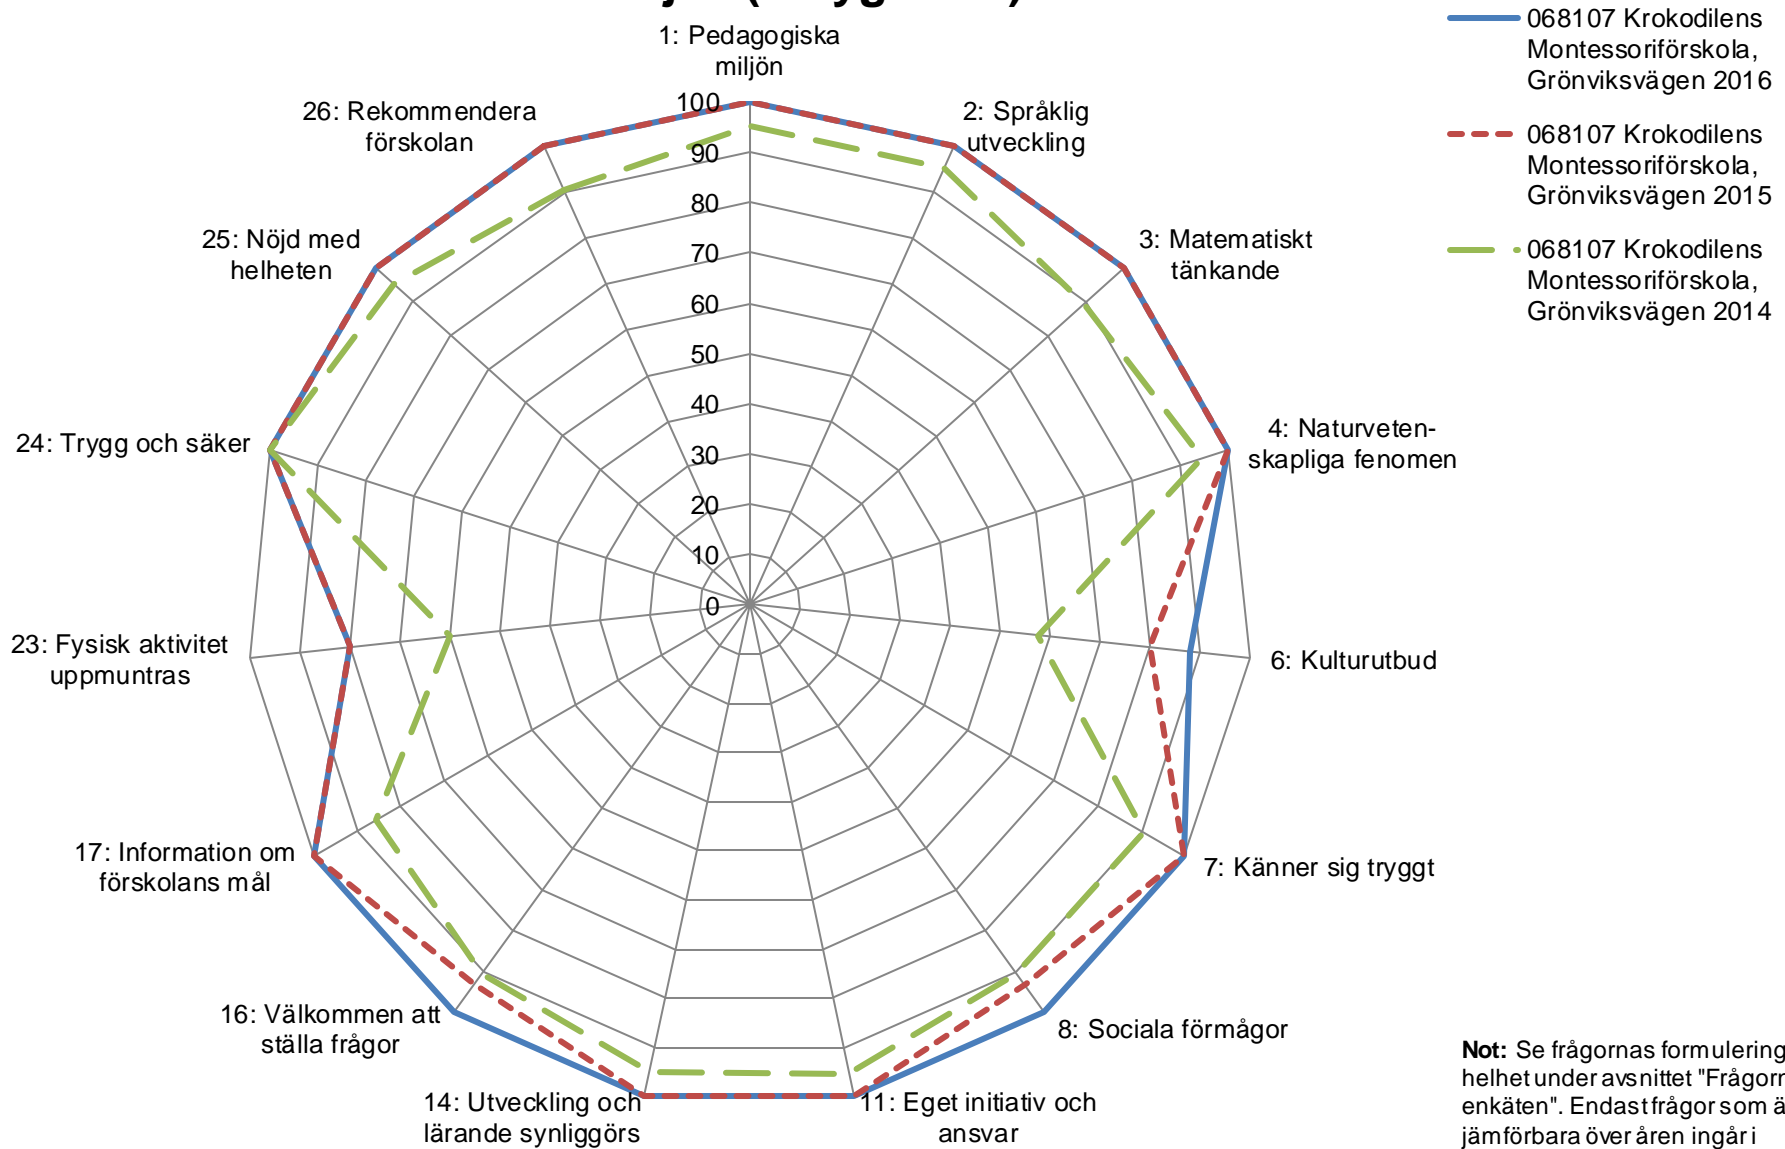 1: Pedagogiska
miljön
26: Rekommendera
förskolan
2: Språklig
utveckling
25: Nöjd med
helheten
3: Matematiskt
tänkande
24: Trygg och säker
4: Naturveten-
skapliga fenomen
23: Fysisk aktivitet
uppmuntras
6: Kulturutbud
17: Information om
förskolans mål
7: Känner sig tryggt
16: Välkommen att
ställa frågor
8: Sociala förmågor
14: Utveckling och
lärande synliggörs
11: Eget initiativ och
ansvar
100
90
80
70
60
50
40
30
20
10
0
068107 Krokodilens
Montessoriförskola,
Grönviksvägen 2016
068107 Krokodilens
Montessoriförskola,
Grönviksvägen 2015
068107 Krokodilens
Montessoriförskola,
Grönviksvägen 2014
Not: Se frågornas formulering
helhet under avsnittet "Frågorn
enkäten". Endast frågor som ä
jämförbara över åren ingår i